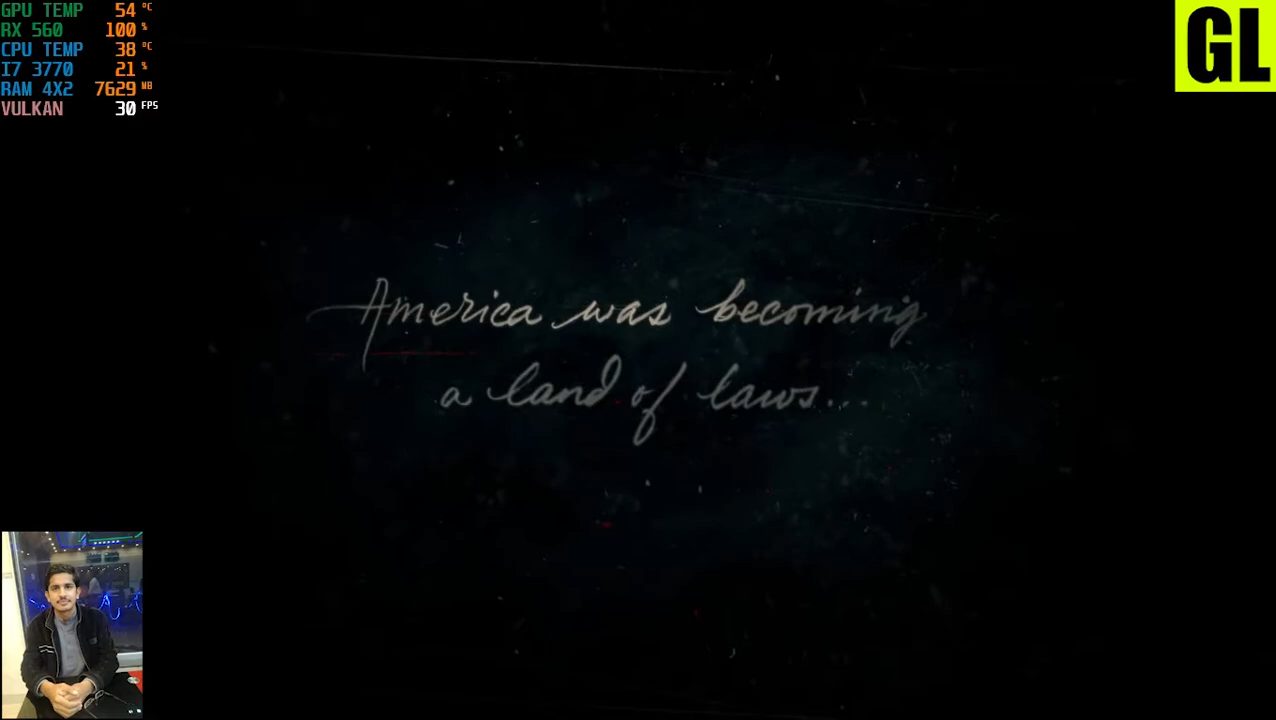 GPU TEMP 54 °C
RX 560 100 %
CPU TEMP 38 °C
I7 3770 21 %
RAM 4X2 7629 MB
VULKAN 30 FPS
GL
America was becoming
a land of laws...